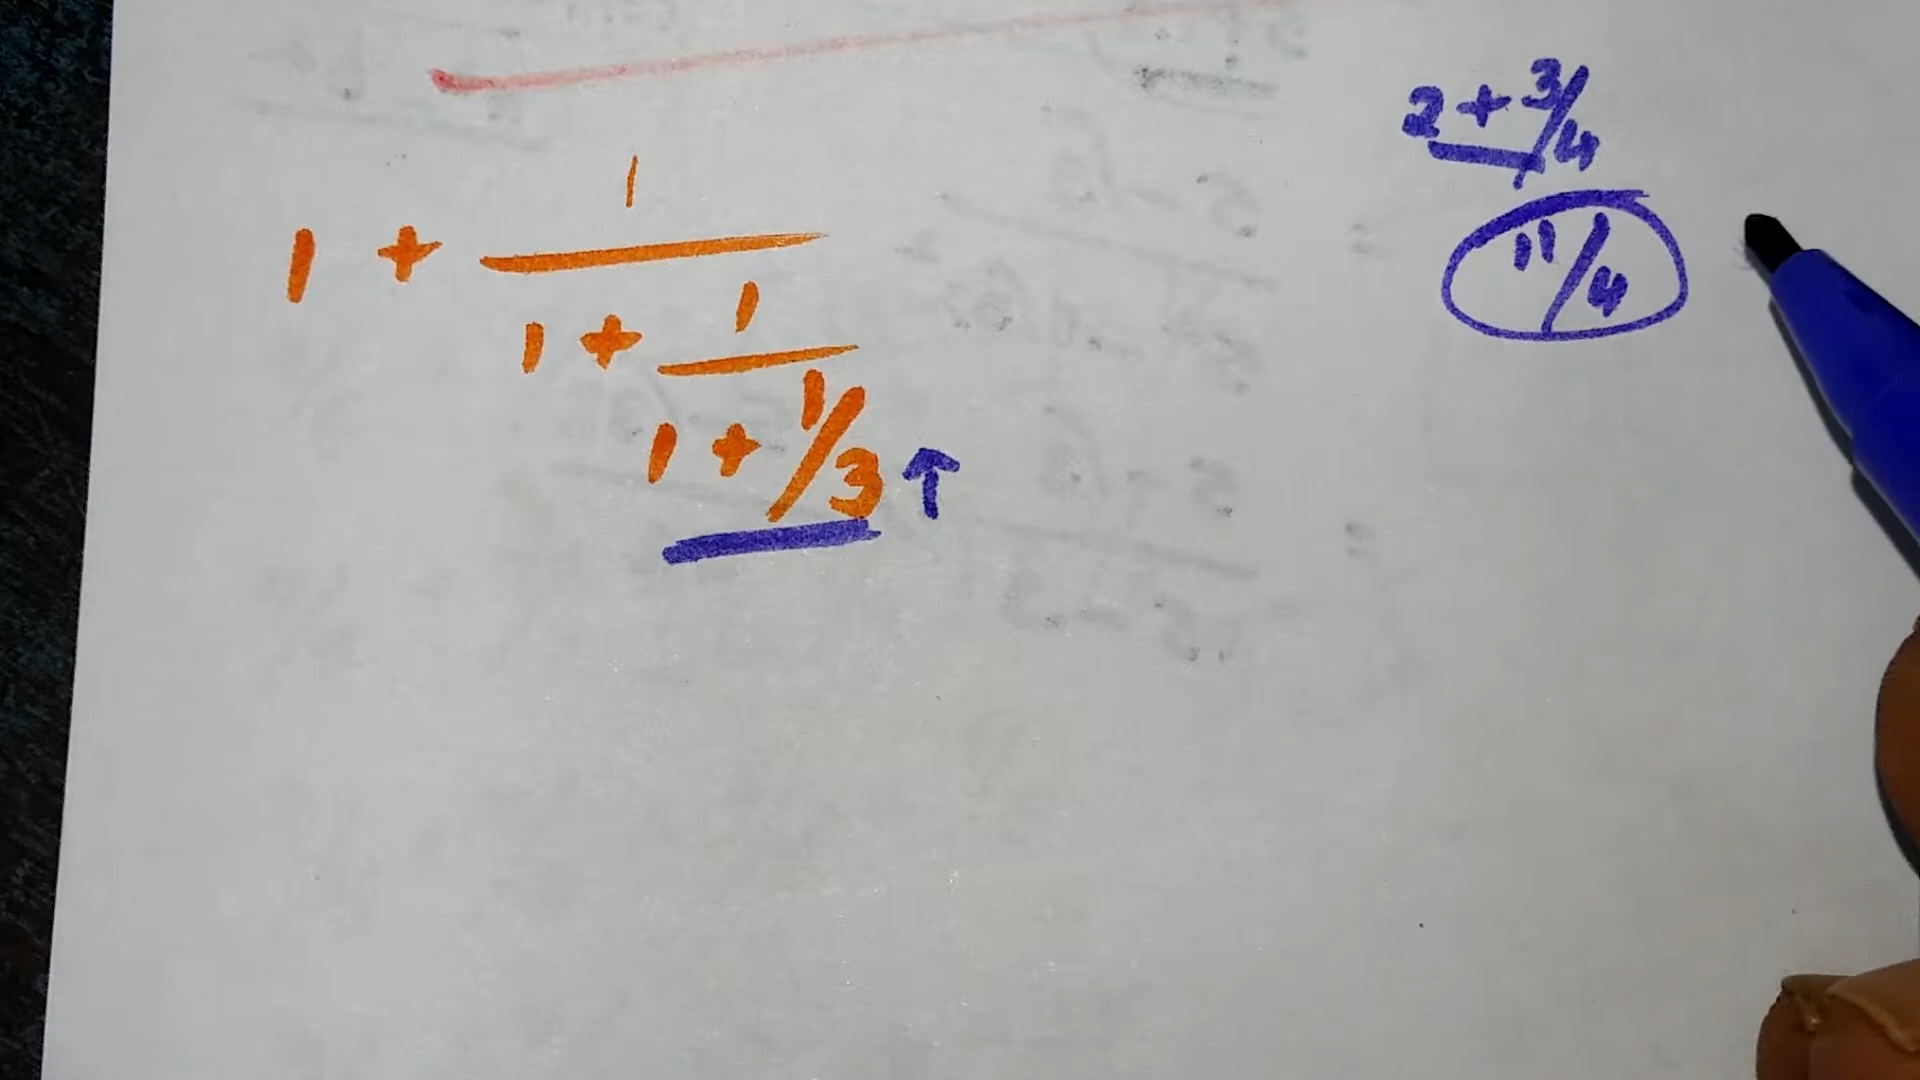 1 + 1
1 + 1
1 + 1/3 ↑
2 + 3/4
11/4